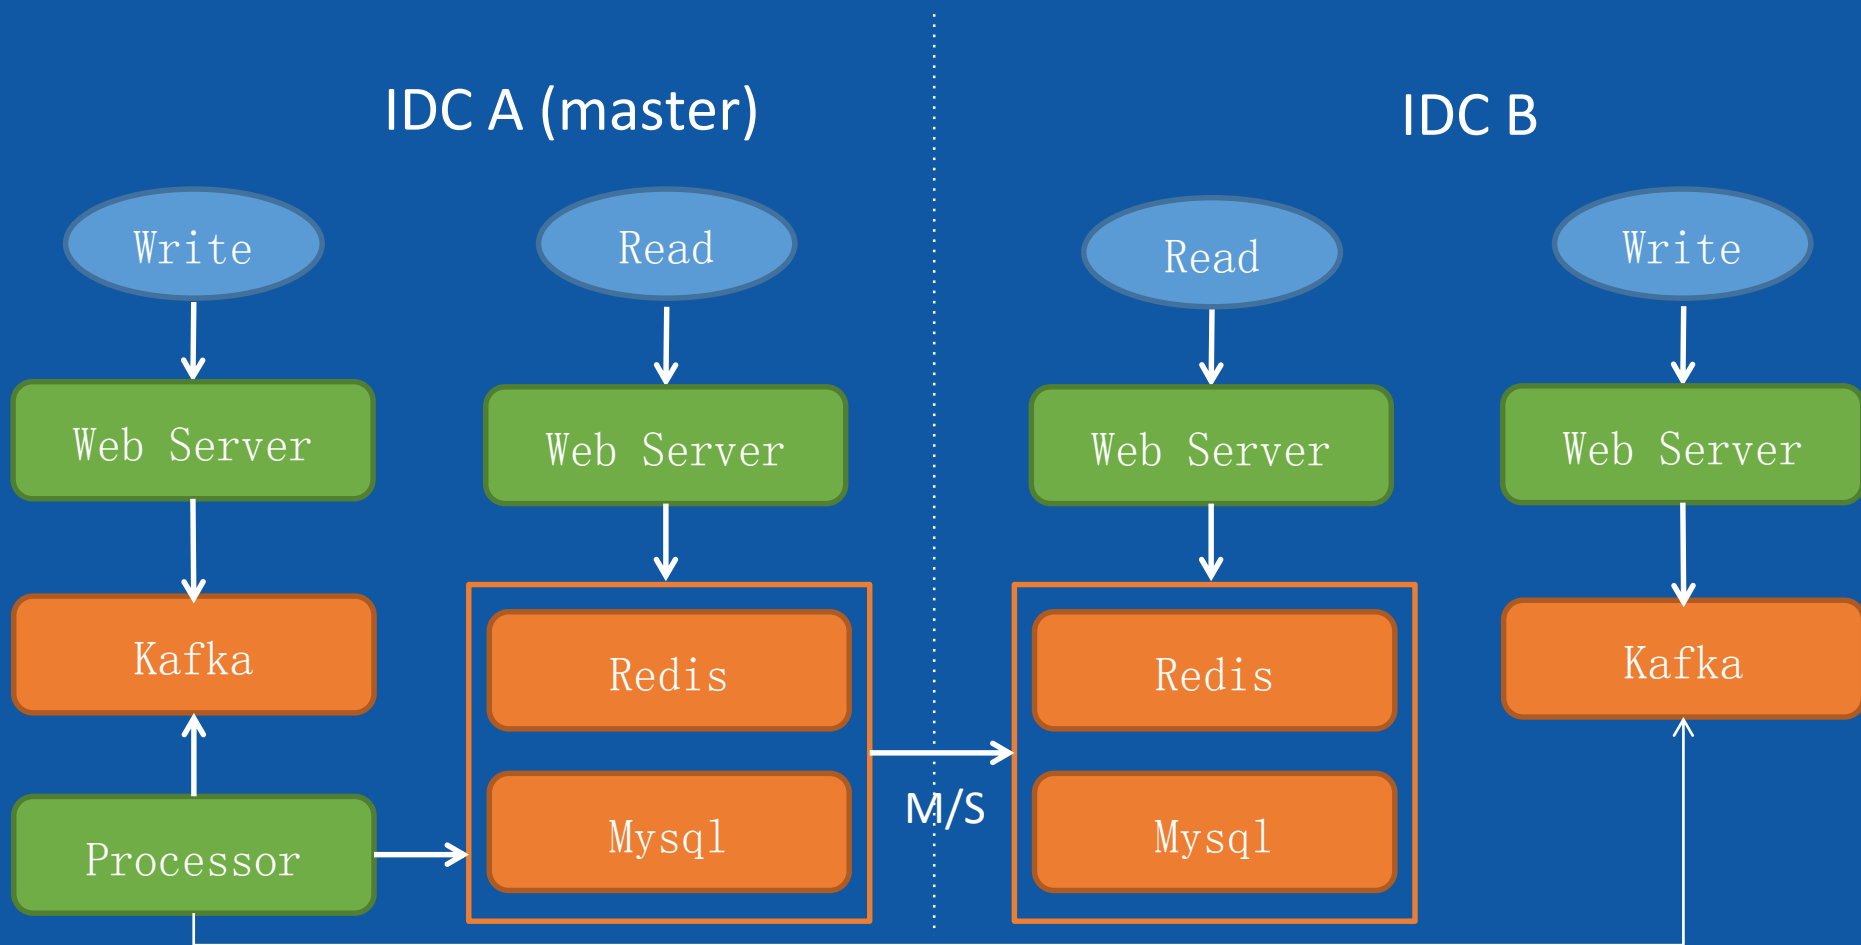 IDC A (master)
IDC B
Write
Read
Read
Write
Web Server
Web Server
Web Server
Web Server
Kafka
Redis
Redis
Kafka
M/S
Processor
Mysql
Mysql